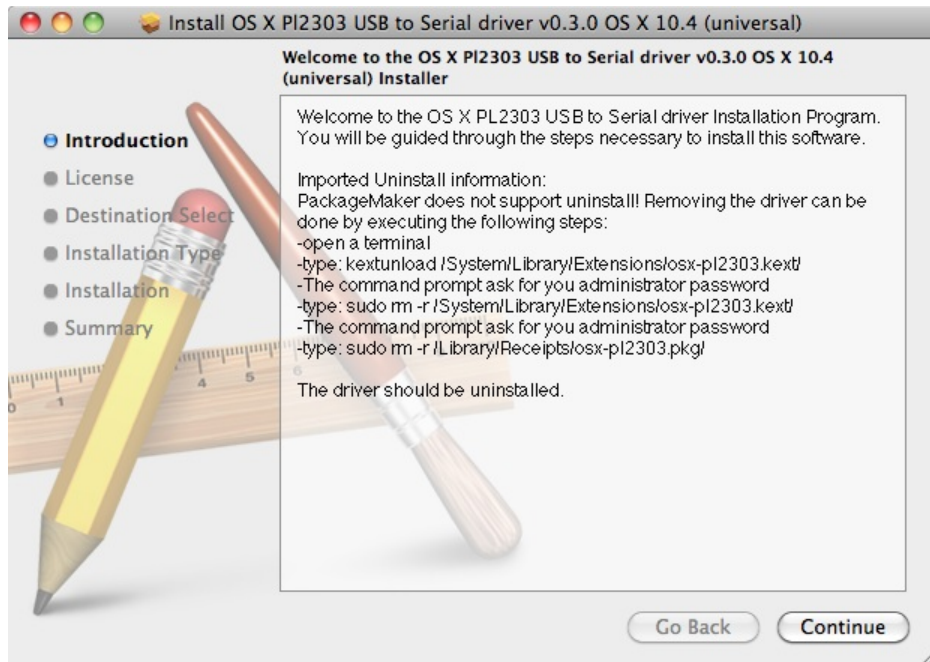 Install OS X Pl2303 USB to Serial driver v0.3.0 OS X 10.4 (universal)
Welcome to the OS X Pl2303 USB to Serial driver v0.3.0 OS X 10.4
(universal) Installer
Introduction
License
Destination Select
Installation Type
Installation
Summary
Welcome to the OS X PL2303 USB to Serial driver Installation Program.
You will be guided through the steps necessary to install this software.
Imported Uninstall information:
PackageMaker does not support uninstall! Removing the driver can be
done by executing the following steps:
-open a terminal
-type: kextunload /System/Library/Extensions/osx-pl2303.kext/
-The command prompt ask for you administrator password
-type: sudo rm -r /System/Library/Extensions/osx-pl2303.kext/
-The command prompt ask for you administrator password
-type: sudo rm -r /Library/Receipts/osx-pl2303.pkg/
The driver should be uninstalled.
0 1 4 5 6
Go Back
Continue